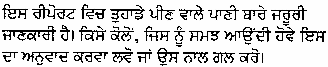 ਇਸ ਰੀਪੋਰਟ ਵਿਚ ਤੁਹਾਡੇ ਪੀਣ ਵਾਲੇ ਪਾਣੀ ਬਾਰੇ ਜ਼ਰੂਰੀ
ਜਾਣਕਾਰੀ ਹੈ। ਕਿਸੇ ਕੋਲੋਂ, ਜਿਸ ਨੂੰ ਸਮਝ ਆਉਂਦੀ ਹੋਵੇ ਇਸ
ਦਾ ਅਨੁਵਾਦ ਕਰਵਾ ਲਵੋ ਜਾਂ ਉਸ ਨਾਲ ਗਲ ਕਰੋ।